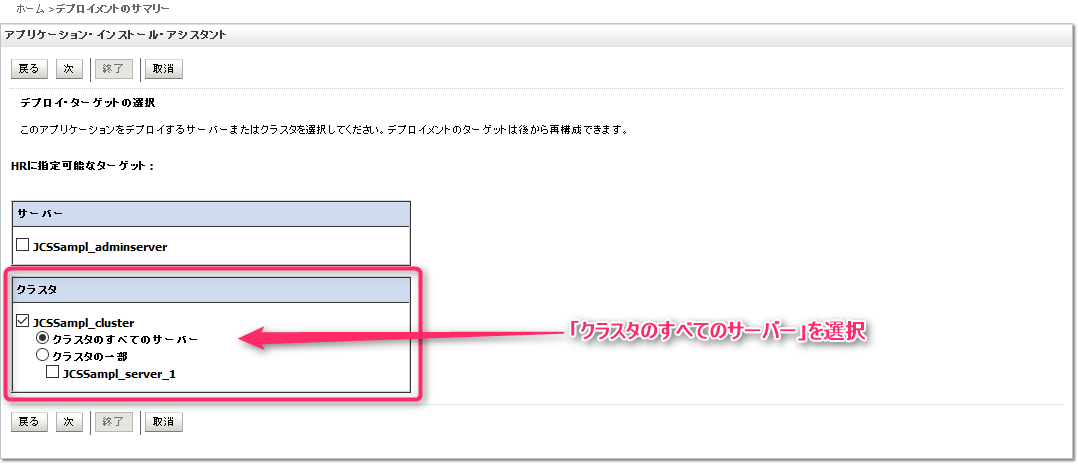 ホーム >デプロイメントのサマリー
アプリケーション・インストール・アシスタント
戻る 次 終了 取消
デプロイ・ターゲットの選択
このアプリケーションをデプロイするサーバーまたはクラスタを選択してください。デプロイメントのターゲットは後から再構成できます。
HRに指定可能なターゲット :
サーバー
JCSSampl_adminserver
クラスタ
JCSSampl_cluster
クラスタのすべてのサーバー
「クラスタのすべてのサーバー」を選択
クラスタの一部
JCSSampl_server_1
戻る 次 終了 取消